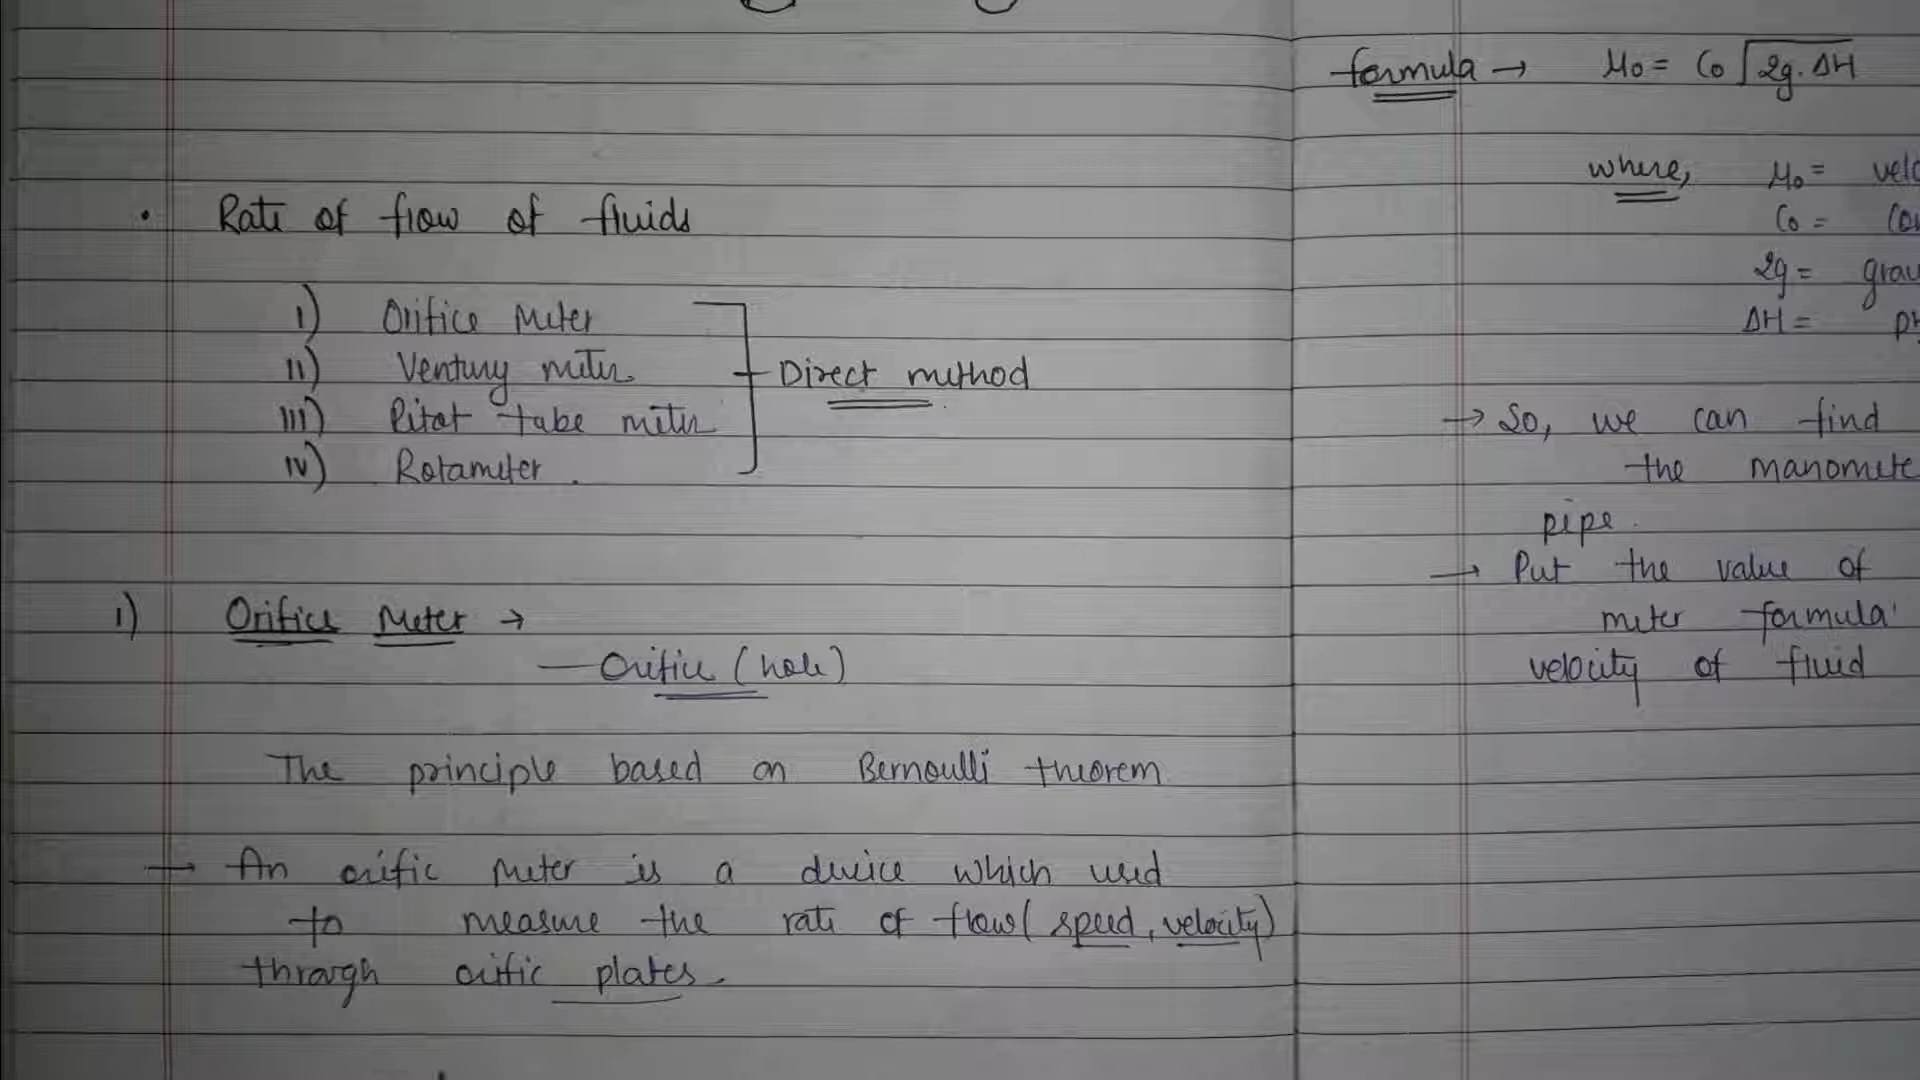 • Rate of flow of fluids
I) Orifice Meter
II) Ventury meter
III) Pitot tube meter
IV) Rotameter.
Direct method
1) Orifice Meter →
— Orifice (hole)
The principle based on Bernoulli theorem
→ An orific meter is a device which used
to measure the rate of flow (speed, velocity)
through orific plates.
formula → μo = Co √2g.ΔH
where, μo =
Co =
2g =
ΔH =
→ So, we can find
the
pipe.
→ Put the value of
meter formula
velocity of fluid